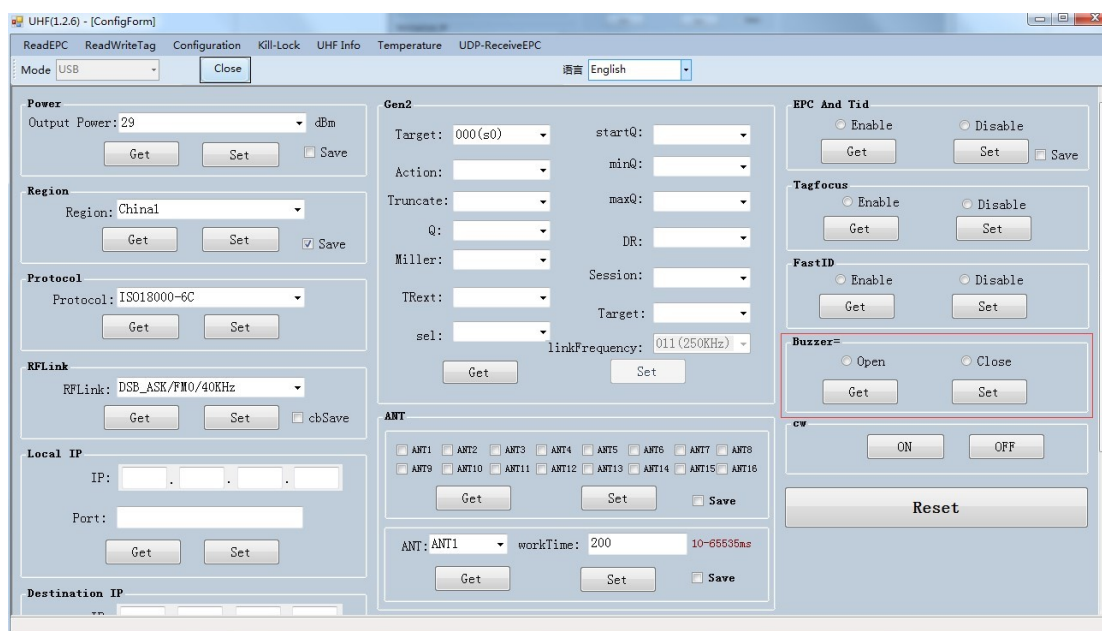 UHF(1.2.6) - [ConfigForm]
ReadEPC ReadWriteTag Configuration Kill-Lock UHF Info Temperature UDP-ReceiveEPC
Mode USB Close 语言 English
Power
Output Power: 29 dBm
Get Set Save
Region
Region: China1
Get Set Save
Protocol
Protocol: ISO18000-6C
Get Set
RFLink
RFLink: DSB_ASK/FM0/40KHz
Get Set cbSave
Local IP
IP: . . .
Port:
Get Set
Destination IP
Gen2
Target: 000(s0) startQ:
Action: minQ:
Truncate: maxQ:
Q: DR:
Miller: Session:
TRext: Target:
sel: linkFrequency: 011(250KHz)
Get Set
ANT
ANT1 ANT2 ANT3 ANT4 ANT5 ANT6 ANT7 ANT8
ANT9 ANT10 ANT11 ANT12 ANT13 ANT14 ANT15 ANT16
Get Set Save
ANT: ANT1 workTime: 200 10-65535ms
Get Set Save
EPC And Tid
Enable Disable
Get Set Save
Tagfocus
Enable Disable
Get Set
FastID
Enable Disable
Get Set
Buzzer=
Open Close
Get Set
cw
ON OFF
Reset